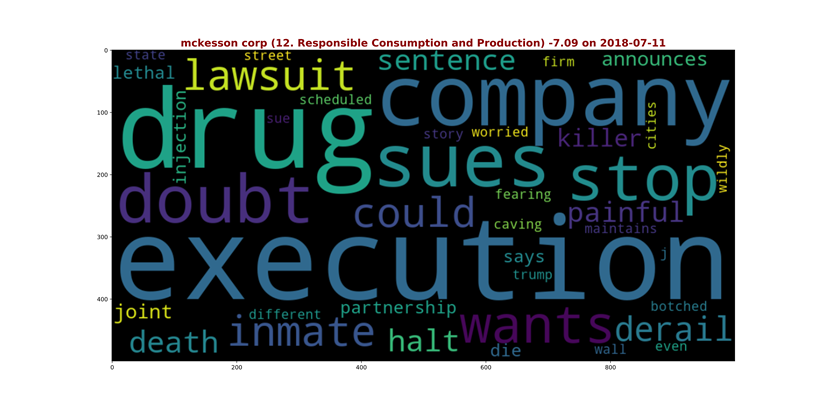 mckesson corp (12. Responsible Consumption and Production) -7.09 on 2018-07-11
0
100
200
300
400
0
200
400
600
800
state
street
sentence
firm
announces
lethal
lawsuit
scheduled
company
injection
drug
sue
story
worried
killer
cities
sues
stop
wildly
doubt
fearing
could
caving
painful
maintains
execution
says
j
trump
joint
different
partnership
botched
death
inmate
halt
wants
derail
die
wall
even